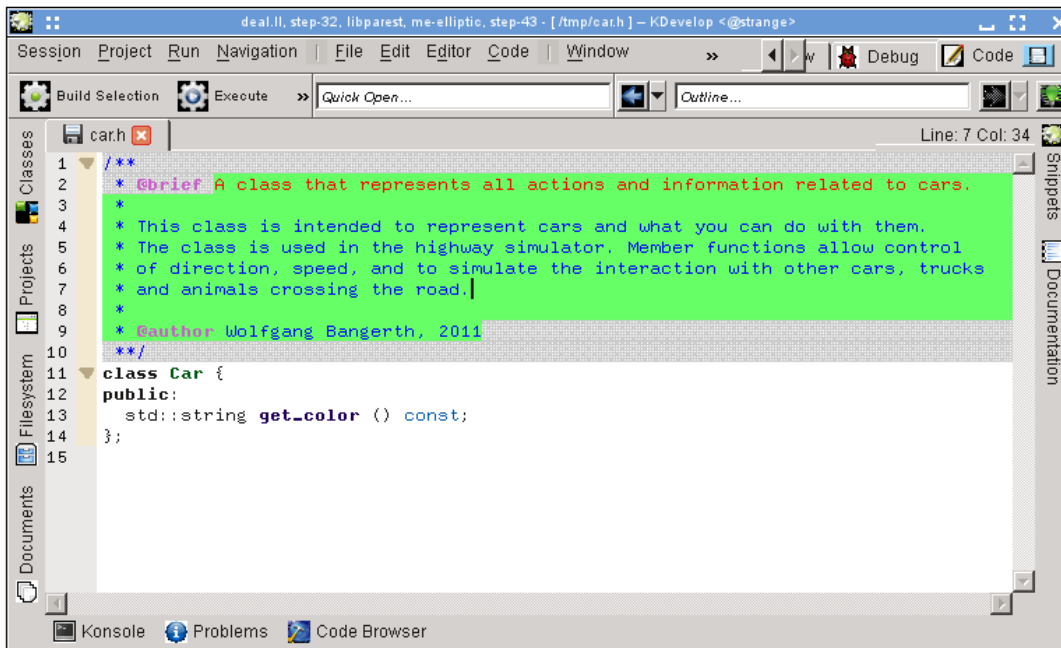 deal.II, step-32, libparest, me-elliptic, step-43 - [ /tmp/car.h ] – KDevelop <@strange>
Session Project Run Navigation | File Edit Editor Code | Window » w Debug Code
Build Selection Execute » Quick Open... Outline...
car.h Line: 7 Col: 34
Classes
Projects
Filesystem
Documents
Snippets
Documentation
1 /**
2 * @brief A class that represents all actions and information related to cars.
3 *
4 * This class is intended to represent cars and what you can do with them.
5 * The class is used in the highway simulator. Member functions allow control
6 * of direction, speed, and to simulate the interaction with other cars, trucks
7 * and animals crossing the road.
8 *
9 * @author Wolfgang Bangerth, 2011
10 **/
11 class Car {
12 public:
13 std::string get_color () const;
14 };
15
Konsole Problems Code Browser